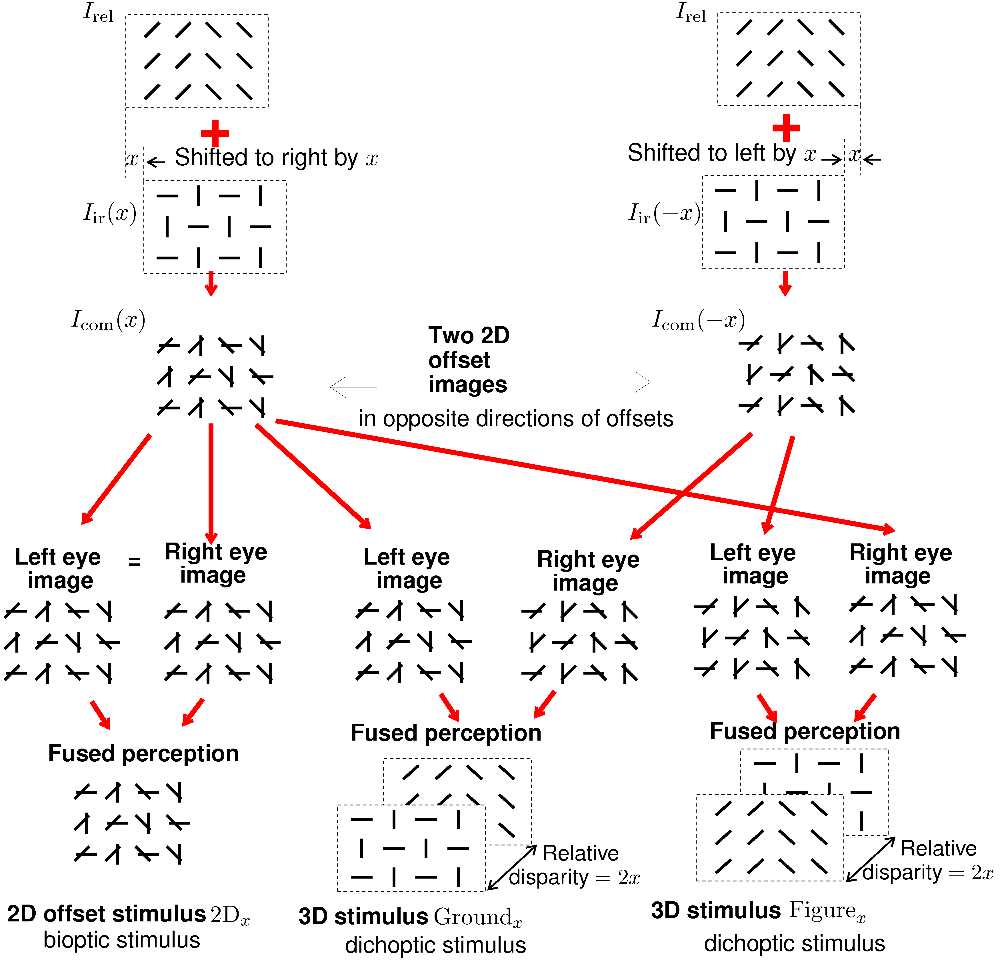 I_rel
I_rel
x
Shifted to right by x
Shifted to left by x
x
I_ir(x)
I_ir(−x)
I_com(x)
I_com(−x)
Two 2D
offset
images
in opposite directions of offsets
Left eye
image
=
Right eye
image
Left eye
image
Right eye
image
Left eye
image
Right eye
image
Fused perception
Fused perception
Fused perception
Relative
disparity = 2x
Relative
disparity = 2x
2D offset stimulus 2D_x
bioptic stimulus
3D stimulus Ground_x
dichoptic stimulus
3D stimulus Figure_x
dichoptic stimulus